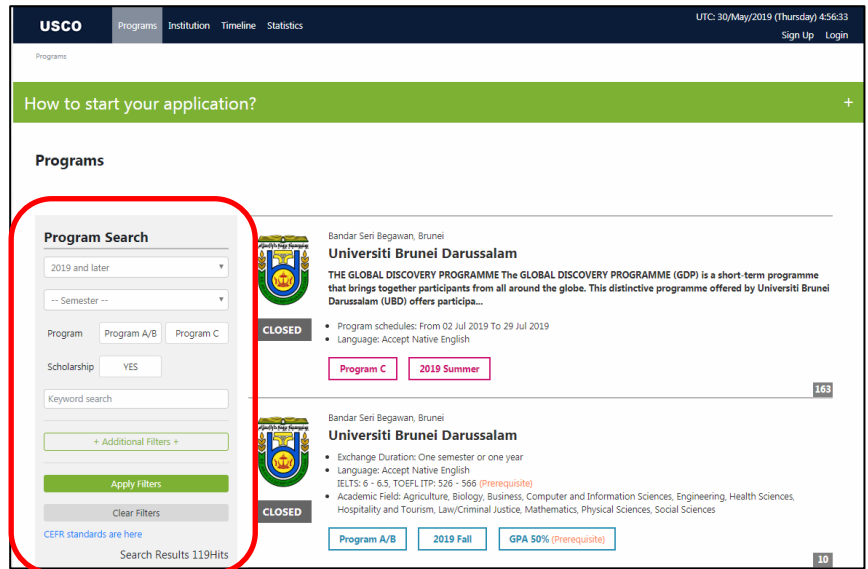 USCO Programs Institution Timeline Statistics
UTC: 30/May/2019 (Thursday) 4:56:33
Sign Up Login
Programs
How to start your application? +
Programs
Program Search
2019 and later
-- Semester --
Program Program A/B Program C
Scholarship YES
Keyword search
+ Additional Filters +
Apply Filters
Clear Filters
CEFR standards are here
Search Results 119Hits
Bandar Seri Begawan, Brunei
Universiti Brunei Darussalam
THE GLOBAL DISCOVERY PROGRAMME The GLOBAL DISCOVERY PROGRAMME (GDP) is a short-term programme
that brings together participants from all around the globe. This distinctive programme offered by Universiti Brunei
Darussalam (UBD) offers participa...
CLOSED
• Program schedules: From 02 Jul 2019 To 29 Jul 2019
• Language: Accept Native English
Program C 2019 Summer
163
Bandar Seri Begawan, Brunei
Universiti Brunei Darussalam
• Exchange Duration: One semester or one year
• Language: Accept Native English
IELTS: 6 - 6.5, TOEFL ITP: 526 - 566 (Prerequisite)
• Academic Field: Agriculture, Biology, Business, Computer and Information Sciences, Engineering, Health Sciences,
Hospitality and Tourism, Law/Criminal Justice, Mathematics, Physical Sciences, Social Sciences
CLOSED
Program A/B 2019 Fall GPA 50% (Prerequisite)
10